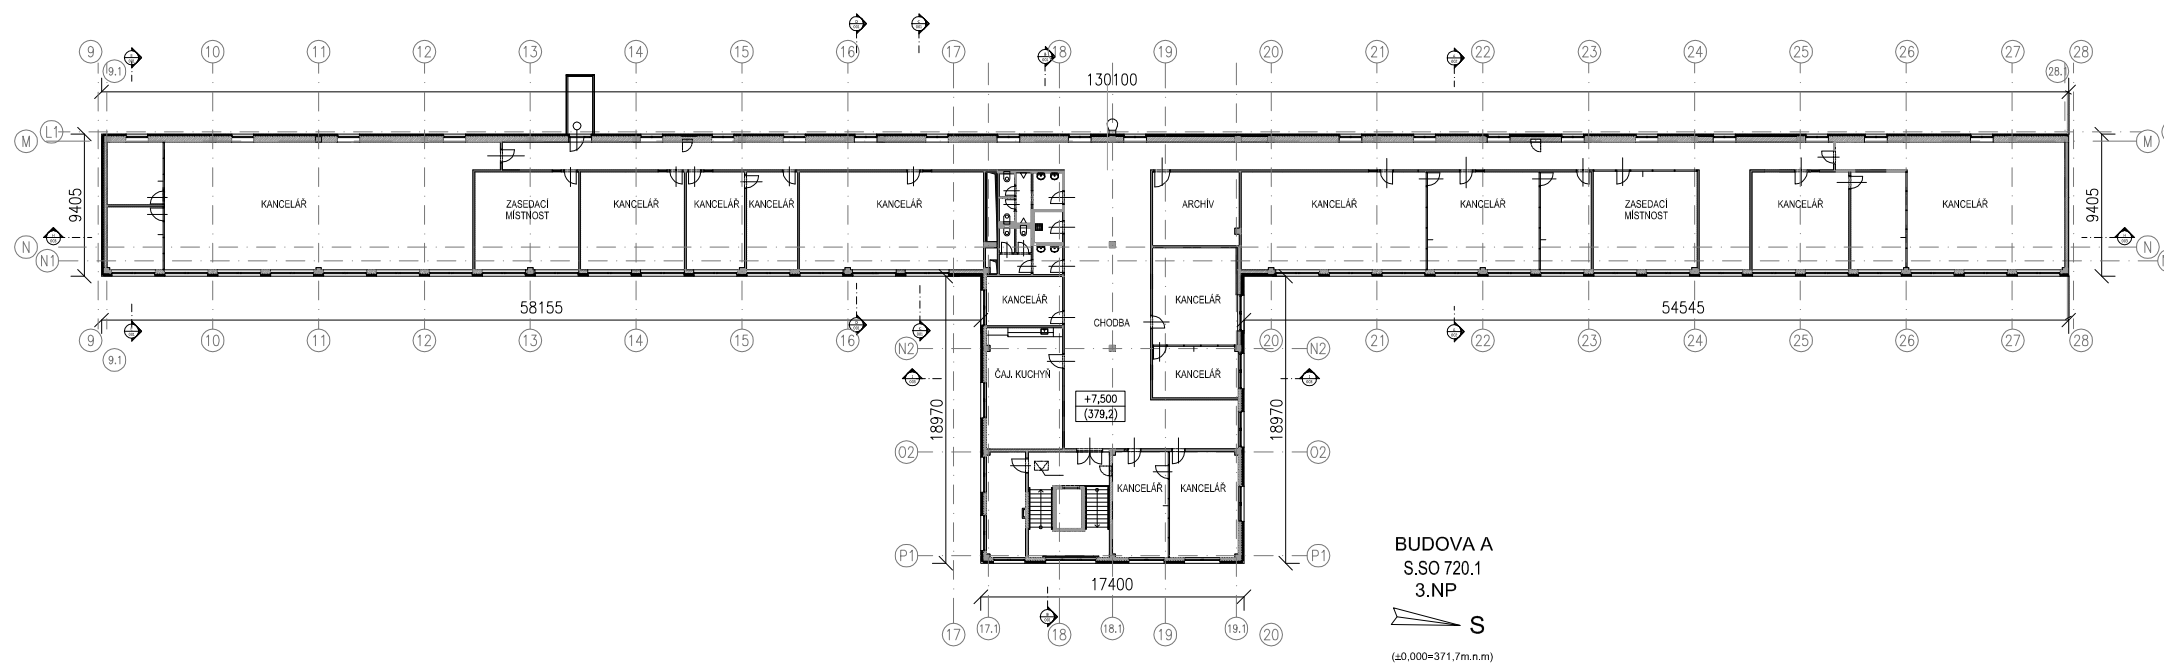 9 10 11 12 13 14 15 16 17 18 19 20 21 22 23 24 25 26 27 28
9.1 28.1
130100
L1
M M
9405 9405
KANCELÁŘ
ZASEDACÍ
MÍSTNOST
KANCELÁŘ
KANCELÁŘ
KANCELÁŘ
KANCELÁŘ
ARCHÍV
KANCELÁŘ
KANCELÁŘ
ZASEDACÍ
MÍSTNOST
KANCELÁŘ
KANCELÁŘ
N N
N1
58155
KANCELÁŘ
KANCELÁŘ
54545
CHODBA
9 10 11 12 13 14 15 16 20 21 22 23 24 25 26 27 28
9.1
N2 N2
ČAJ. KUCHYŇ
KANCELÁŘ
+7,500
(379,2)
18970 18970
O2 O2
KANCELÁŘ
KANCELÁŘ
P1 P1
17400
17 17.1 18 18.1 19 19.1 20
BUDOVA A
S.SO 720.1
3.NP
S
(±0,000=371,7m.n.m)